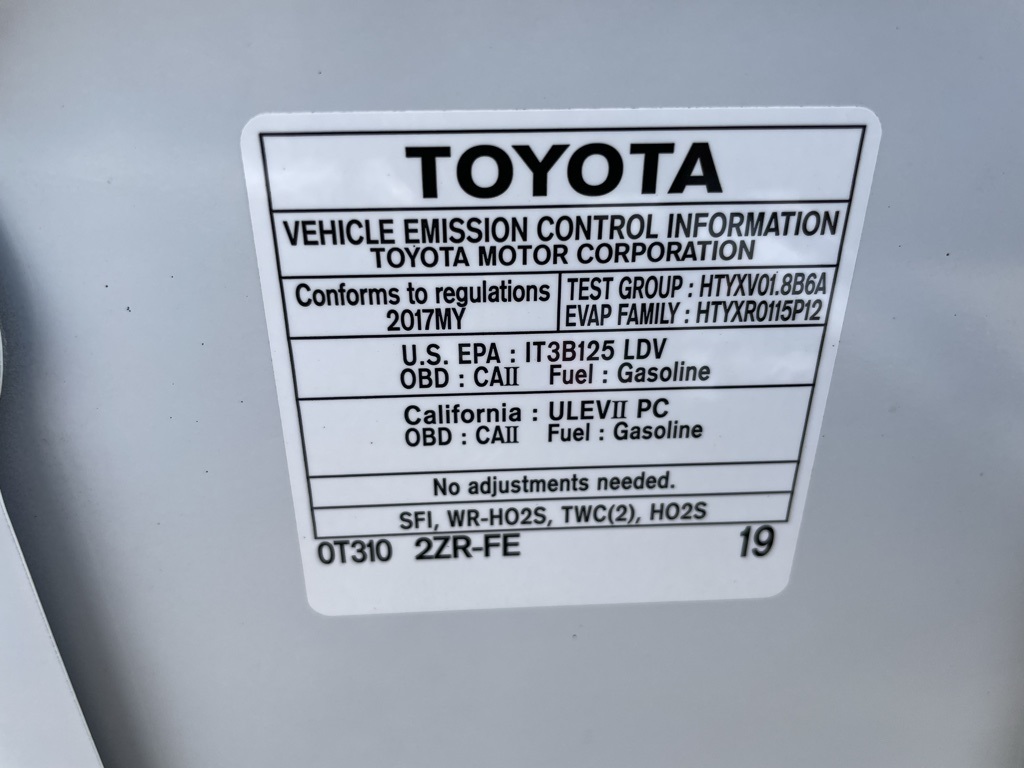 TOYOTA
VEHICLE EMISSION CONTROL INFORMATION
TOYOTA MOTOR CORPORATION
Conforms to regulations
2017MY
TEST GROUP : HTYXV01.8B6A
EVAP FAMILY : HTYXR0115P12
U.S. EPA : IT3B125 LDV
OBD : CAⅡ Fuel : Gasoline
California : ULEVⅡ PC
OBD : CAⅡ Fuel : Gasoline
No adjustments needed.
SFI, WR-HO2S, TWC(2), HO2S
0T310 2ZR-FE 19